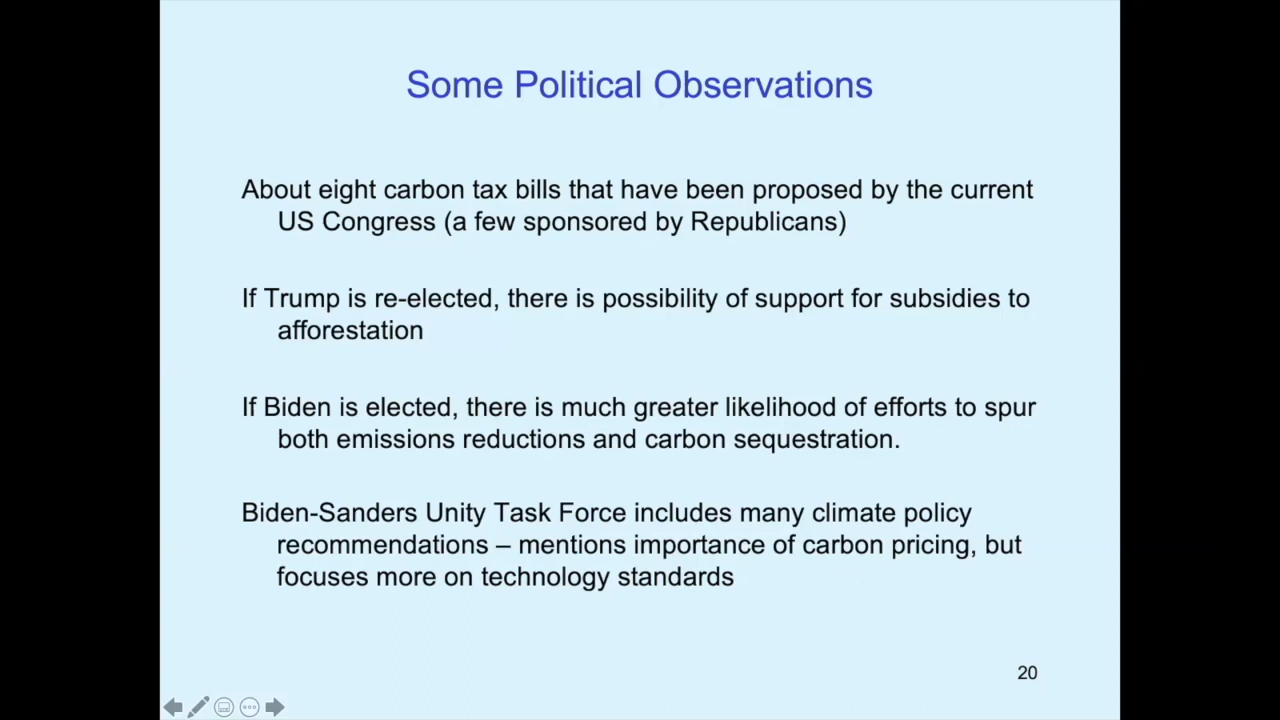 Some Political Observations
About eight carbon tax bills that have been proposed by the current
US Congress (a few sponsored by Republicans)
If Trump is re-elected, there is possibility of support for subsidies to
afforestation
If Biden is elected, there is much greater likelihood of efforts to spur
both emissions reductions and carbon sequestration.
Biden-Sanders Unity Task Force includes many climate policy
recommendations – mentions importance of carbon pricing, but
focuses more on technology standards
20